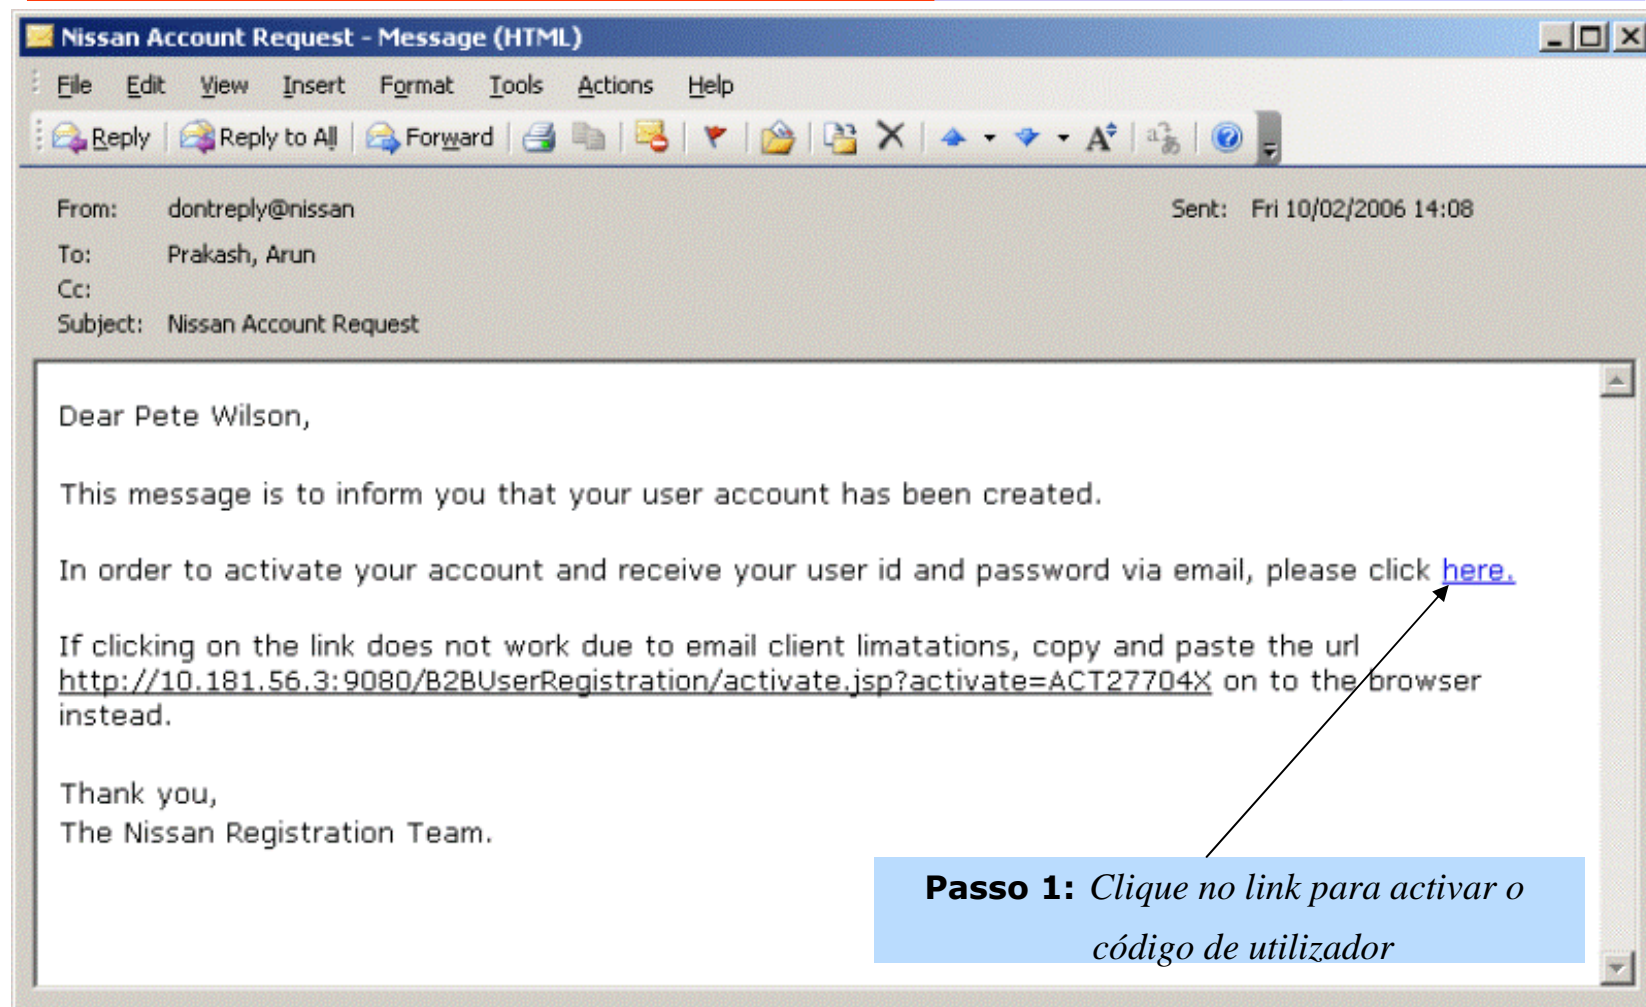 Nissan Account Request - Message (HTML)
File Edit View Insert Format Tools Actions Help
Reply Reply to All Forward
From: dontreply@nissan Sent: Fri 10/02/2006 14:08
To: Prakash, Arun
Cc:
Subject: Nissan Account Request
Dear Pete Wilson,
This message is to inform you that your user account has been created.
In order to activate your account and receive your user id and password via email, please click here.
If clicking on the link does not work due to email client limatations, copy and paste the url
http://10.181.56.3:9080/B2BUserRegistration/activate.jsp?activate=ACT27704X on to the browser
instead.
Thank you,
The Nissan Registration Team.
Passo 1: Clique no link para activar o
código de utilizador